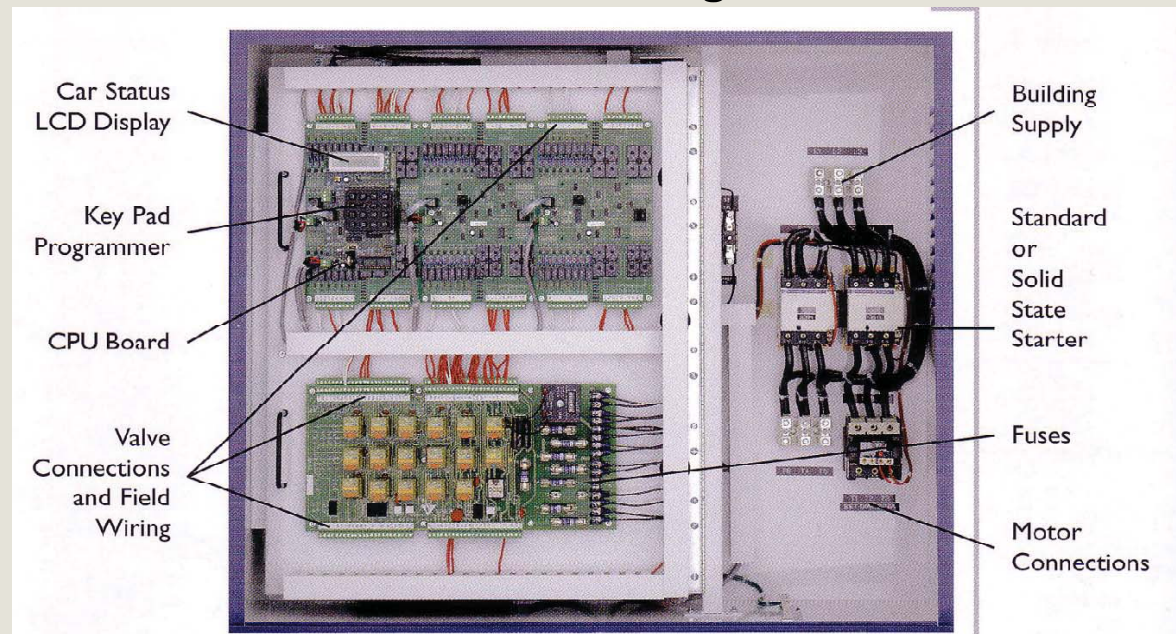 Car Status
LCD Display
Key Pad
Programmer
CPU Board
Valve
Connections
and Field
Wiring
Building
Supply
Standard
or
Solid
State
Starter
Fuses
Motor
Connections